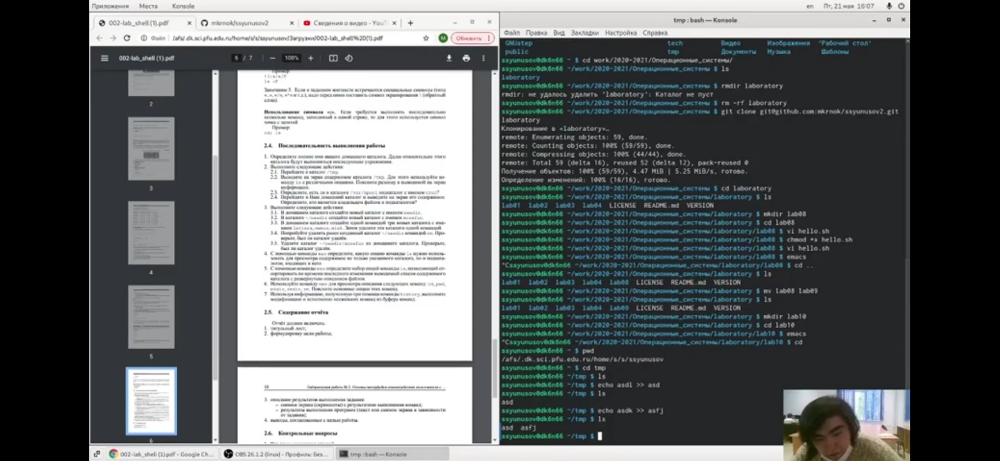 Приложения Места Konsole
en Пт, 21 мая 16:07
002-lab_shell (1).pdf
mkrnok/ssyunusov2
Сведения о видео - YouT
Файл /afs/.dk.sci.pfu.edu.ru/home/s/s/ssyunusov/Загрузки/002-lab_shell%20(1).pdf
M Обновить
002-lab_shell (1).pdf
6 / 7 — 100% +
2
3
4
5
6
ls -F
Замечание 5. Если в заданном контексте встречаются специальные символы (типа
надо перед ними поставить символ экранирования \ (обратный
слэш).
Если требуется выполнить последовательно
несколько команд, записанный в одной строке, то для этого используется символ
точка с запятой
Пример:
cd; ls
2.4. Последовательность выполнения работы
1. Определите полное имя вашего домашнего каталога. Далее относительно этого
каталога будут выполняться последующие упражнения.
2. Выполните следующие действия:
2.1. Перейдите в каталог /tmp.
2.2. Выведите на экран содержимое каталога /tmp. Для этого используйте ко-
манду ls с различными опциями. Поясните разницу в выводимой на экран
информации.
2.3. Определите, есть ли в каталоге /var/spool подкаталог с именем cron?
2.4. Перейдите в Ваш домашний каталог и выведите на экран его содержимое.
Определите, кто является владельцем файлов и подкаталогов?
3. Выполните следующие действия:
3.1. В домашнем каталоге создайте новый каталог с именем newdir.
3.2. В каталоге ~/newdir создайте новый каталог с именем morefun.
3.3. В домашнем каталоге создайте одной командой три новых каталога с име-
нами letters, memos, misk. Затем удалите эти каталоги одной командой.
3.4. Попробуйте удалить ранее созданный каталог ~/newdir командой rm. Про-
верьте, был ли каталог удалён.
3.5. Удалите каталог ~/newdir/morefun из домашнего каталога. Проверьте,
был ли каталог удалён.
4. С помощью команды man определите, какую опцию команды ls нужно исполь-
зовать для просмотра содержимое не только указанного каталога, но и подката-
логов, входящих в него.
5. С помощью команды man определите набор опций команды ls, позволяющий от-
сортировать по времени последнего изменения выводимый список содержимого
каталога с развёрнутым описанием файлов.
6. Используйте команду man для просмотра описания следующих команд: cd, pwd,
mkdir, rmdir, rm. Поясните основные опции этих команд.
7. Используя информацию, полученную при помощи команды history, выполните
модификацию и исполнение нескольких команд из буфера команд.
2.5. Содержание отчёта
Отчёт должен включать:
1. титульный лист;
2. формулировку цели работы;
18 Лабораторная работа № 2. Основы интерфейса взаимодействия пользователя с ...
3. описание результатов выполнения задания:
– снимки экрана (скриншоты) с результатами выполнения команд;
– результаты выполнения программ (текст или снимок экрана в зависимости
от задания);
4. выводы, согласованные с целью работы.
2.6. Контрольные вопросы
tmp : bash — Konsole
Файл Правка Вид Закладки Настройка Справка
GNUstep tech Видео Изображения 'Рабочий стол'
public tmp Документы Музыка Шаблоны
ssyunusov@dk6n66 ~ $ cd work/2020-2021/Операционные_системы/
ssyunusov@dk6n66 ~/work/2020-2021/Операционные_системы $ ls
laboratory
ssyunusov@dk6n66 ~/work/2020-2021/Операционные_системы $ rmdir laboratory
rmdir: не удалось удалить 'laboratory': Каталог не пуст
ssyunusov@dk6n66 ~/work/2020-2021/Операционные_системы $ rm -rf laboratory
ssyunusov@dk6n66 ~/work/2020-2021/Операционные_системы $ git clone git@github.com:mkrnok/ssyunusov2.git
laboratory
Клонирование в «laboratory»…
remote: Enumerating objects: 59, done.
remote: Counting objects: 100% (59/59), done.
remote: Compressing objects: 100% (44/44), done.
remote: Total 59 (delta 16), reused 52 (delta 12), pack-reused 0
Получение объектов: 100% (59/59), 4.47 MiB | 5.25 MiB/s, готово.
Определение изменений: 100% (16/16), готово.
ssyunusov@dk6n66 ~/work/2020-2021/Операционные_системы $ cd laboratory
ssyunusov@dk6n66 ~/work/2020-2021/Операционные_системы/laboratory $ ls
lab01 lab02 lab03 lab04 LICENSE README.md VERSION
ssyunusov@dk6n66 ~/work/2020-2021/Операционные_системы/laboratory $ mkdir lab08
ssyunusov@dk6n66 ~/work/2020-2021/Операционные_системы/laboratory $ cd lab08
ssyunusov@dk6n66 ~/work/2020-2021/Операционные_системы/laboratory/lab08 $ vi hello.sh
ssyunusov@dk6n66 ~/work/2020-2021/Операционные_системы/laboratory/lab08 $ chmod +x hello.sh
ssyunusov@dk6n66 ~/work/2020-2021/Операционные_системы/laboratory/lab08 $ vi hello.sh
ssyunusov@dk6n66 ~/work/2020-2021/Операционные_системы/laboratory/lab08 $ emacs
^Cssyunusov@dk6n66 ~/work/2020-2021/Операционные_системы/laboratory/lab08 $ cd ..
ssyunusov@dk6n66 ~/work/2020-2021/Операционные_системы/laboratory $ ls
lab01 lab02 lab03 lab04 lab08 LICENSE README.md VERSION
ssyunusov@dk6n66 ~/work/2020-2021/Операционные_системы/laboratory $ mv lab08 lab09
ssyunusov@dk6n66 ~/work/2020-2021/Операционные_системы/laboratory $ ls
lab01 lab02 lab03 lab04 lab09 LICENSE README.md VERSION
ssyunusov@dk6n66 ~/work/2020-2021/Операционные_системы/laboratory $ mkdir lab10
ssyunusov@dk6n66 ~/work/2020-2021/Операционные_системы/laboratory $ cd lab10
ssyunusov@dk6n66 ~/work/2020-2021/Операционные_системы/laboratory/lab10 $ emacs
^Cssyunusov@dk6n66 ~/work/2020-2021/Операционные_системы/laboratory/lab10 $ cd
ssyunusov@dk6n66 ~ $ pwd
/afs/.dk.sci.pfu.edu.ru/home/s/s/ssyunusov
ssyunusov@dk6n66 ~ $ cd tmp
ssyunusov@dk6n66 ~/tmp $ ls
ssyunusov@dk6n66 ~/tmp $ echo asdl >> asd
ssyunusov@dk6n66 ~/tmp $ ls
asd
ssyunusov@dk6n66 ~/tmp $ echo asdk >> asfj
ssyunusov@dk6n66 ~/tmp $ ls
asd asfj
ssyunusov@dk6n66 ~/tmp $
002-lab_shell (1).pdf - Google Ch...
OBS 26.1.2 (linux) - Профиль: Без...
tmp : bash — Konsole